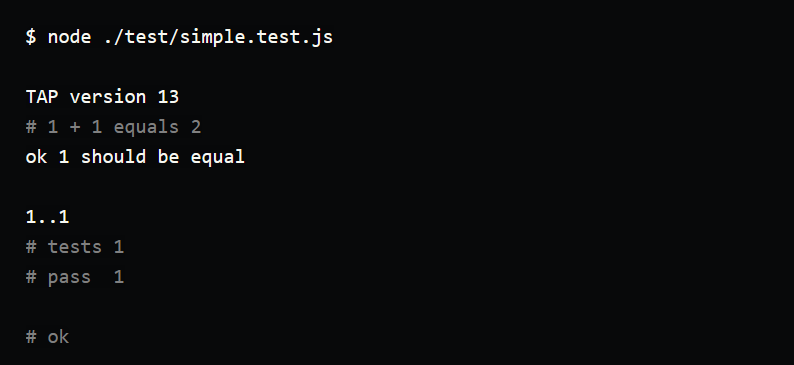 $ node ./test/simple.test.js
TAP version 13
# 1 + 1 equals 2
ok 1 should be equal
1..1
# tests 1
# pass  1
# ok